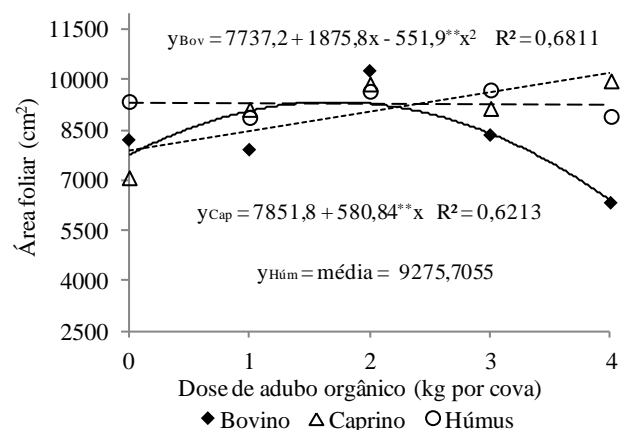 11500
yBov = 7737,2 + 1875,8x - 551,9**x² R² = 0,6811
10000
8500
7000
yCap = 7851,8 + 580,84**x R² = 0,6213
5500
yHúm = média = 9275,7055
4000
2500
Área foliar (cm²)
0 1 2 3 4
Dose de adubo orgânico (kg por cova)
Bovino Caprino Húmus